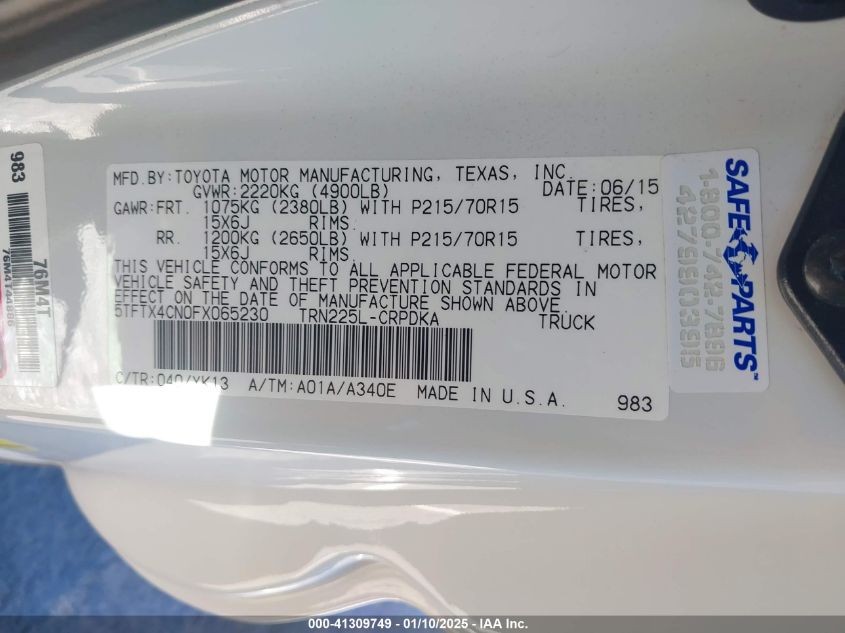 MFD.BY:TOYOTA MOTOR MANUFACTURING, TEXAS, INC.
GVWR:2220KG (4900LB) DATE:06/15
GAWR:FRT. 1075KG (2380LB) WITH P215/70R15 TIRES,
15X6J RIMS.
RR. 1200KG (2650LB) WITH P215/70R15 TIRES,
15X6J RIMS.
THIS VEHICLE CONFORMS TO ALL APPLICABLE FEDERAL MOTOR
VEHICLE SAFETY AND THEFT PREVENTION STANDARDS IN
EFFECT ON THE DATE OF MANUFACTURE SHOWN ABOVE.
5TFTX4CN0FX065230 TRN225L-CRPDKA TRUCK
C/TR:040/YK13 A/TM:A01A/A340E MADE IN U.S.A. 983
983
76M4T
SAFE PARTS™
1-800-742-7896
000-41309749 — 01/10/2025 — IAA Inc.